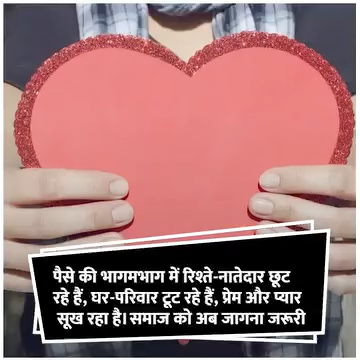 पैसे की भागमभाग में रिश्ते-नातेदार छूट
रहे हैं, घर-परिवार टूट रहे हैं, प्रेम और प्यार
सूख रहा है। समाज को अब जागना जरूरी